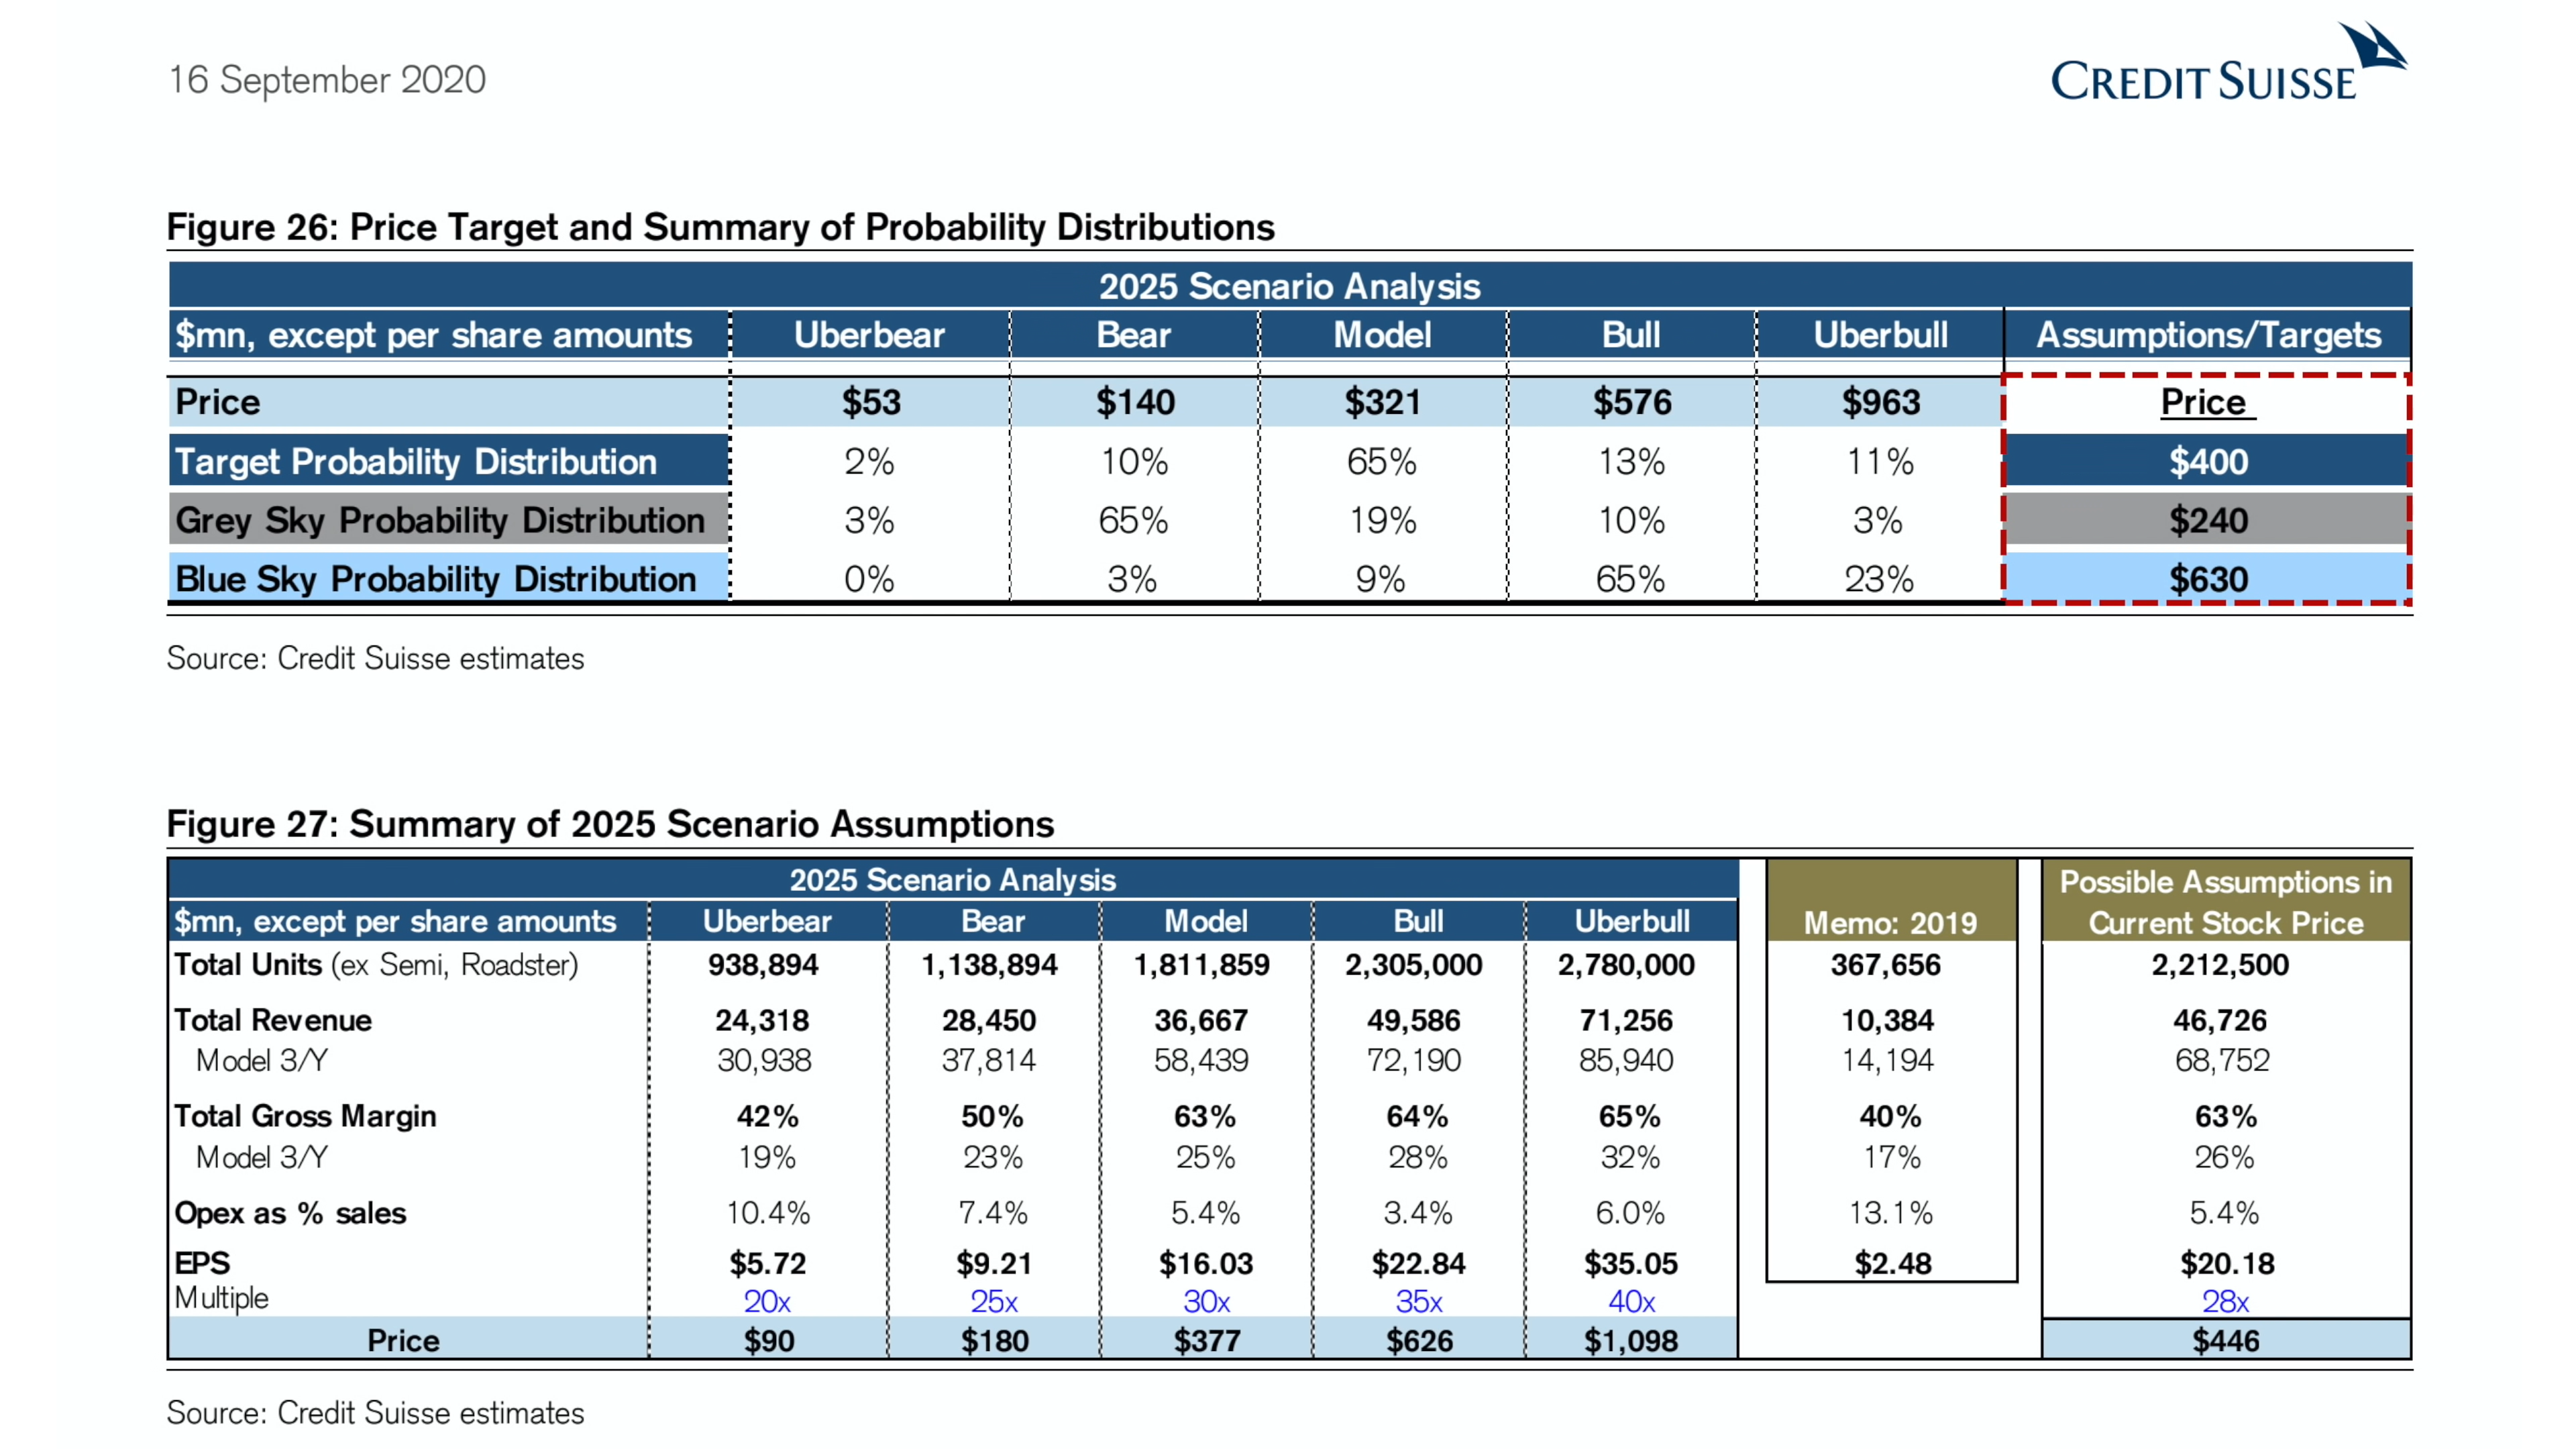 16 September 2020
CREDIT SUISSE
Figure 26: Price Target and Summary of Probability Distributions
2025 Scenario Analysis
$mn, except per share amounts Uberbear Bear Model Bull Uberbull Assumptions/Targets
Price $53 $140 $321 $576 $963 Price
Target Probability Distribution 2% 10% 65% 13% 11% $400
Grey Sky Probability Distribution 3% 65% 19% 10% 3% $240
Blue Sky Probability Distribution 0% 3% 9% 65% 23% $630
Source: Credit Suisse estimates
Figure 27: Summary of 2025 Scenario Assumptions
2025 Scenario Analysis Possible Assumptions in
$mn, except per share amounts Uberbear Bear Model Bull Uberbull Memo: 2019 Current Stock Price
Total Units (ex Semi, Roadster) 938,894 1,138,894 1,811,859 2,305,000 2,780,000 367,656 2,212,500
Total Revenue 24,318 28,450 36,667 49,586 71,256 10,384 46,726
Model 3/Y 30,938 37,814 58,439 72,190 85,940 14,194 68,752
Total Gross Margin 42% 50% 63% 64% 65% 40% 63%
Model 3/Y 19% 23% 25% 28% 32% 17% 26%
Opex as % sales 10.4% 7.4% 5.4% 3.4% 6.0% 13.1% 5.4%
EPS $5.72 $9.21 $16.03 $22.84 $35.05 $2.48 $20.18
Multiple 20x 25x 30x 35x 40x 28x
Price $90 $180 $377 $626 $1,098 $446
Source: Credit Suisse estimates